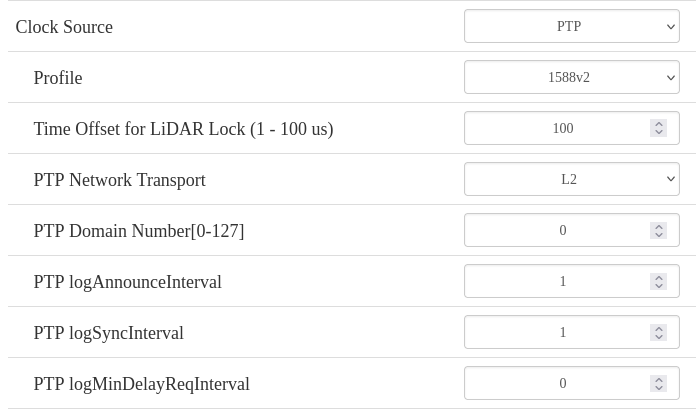 Clock Source
PTP
Profile
1588v2
Time Offset for LiDAR Lock (1 - 100 us)
100
PTP Network Transport
L2
PTP Domain Number[0-127]
0
PTP logAnnounceInterval
1
PTP logSyncInterval
1
PTP logMinDelayReqInterval
0